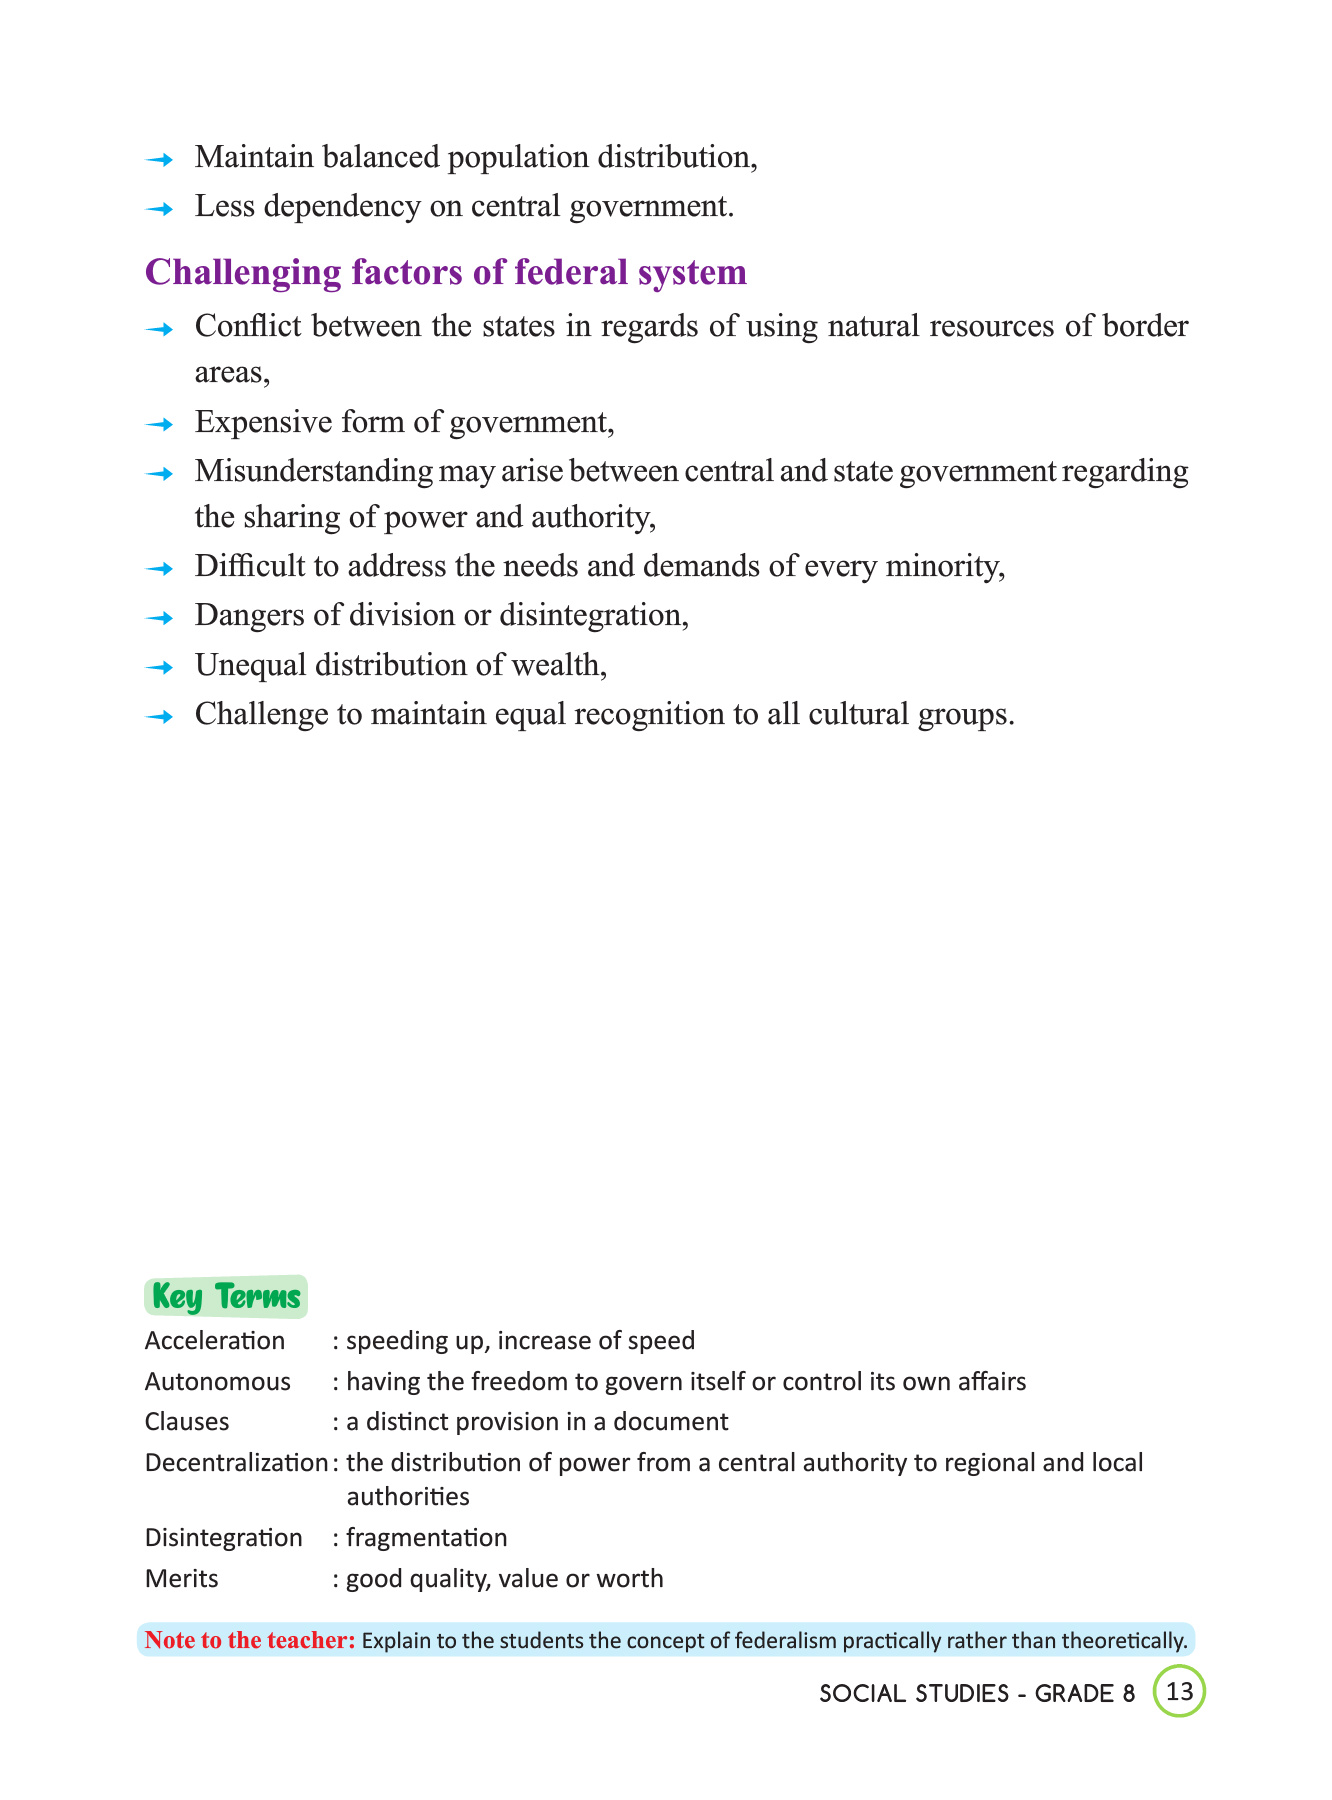 Maintain balanced population distribution,
Less dependency on central government.
Challenging factors of federal system
Conflict between the states in regards of using natural resources of border
areas,
Expensive form of government,
Misunderstanding may arise between central and state government regarding
the sharing of power and authority,
Difficult to address the needs and demands of every minority,
Dangers of division or disintegration,
Unequal distribution of wealth,
Challenge to maintain equal recognition to all cultural groups.
Key Terms
Acceleration : speeding up, increase of speed
Autonomous : having the freedom to govern itself or control its own affairs
Clauses : a distinct provision in a document
Decentralization : the distribution of power from a central authority to regional and local
authorities
Disintegration : fragmentation
Merits : good quality, value or worth
Note to the teacher: Explain to the students the concept of federalism practically rather than theoretically.
SOCIAL STUDIES - GRADE 8 13